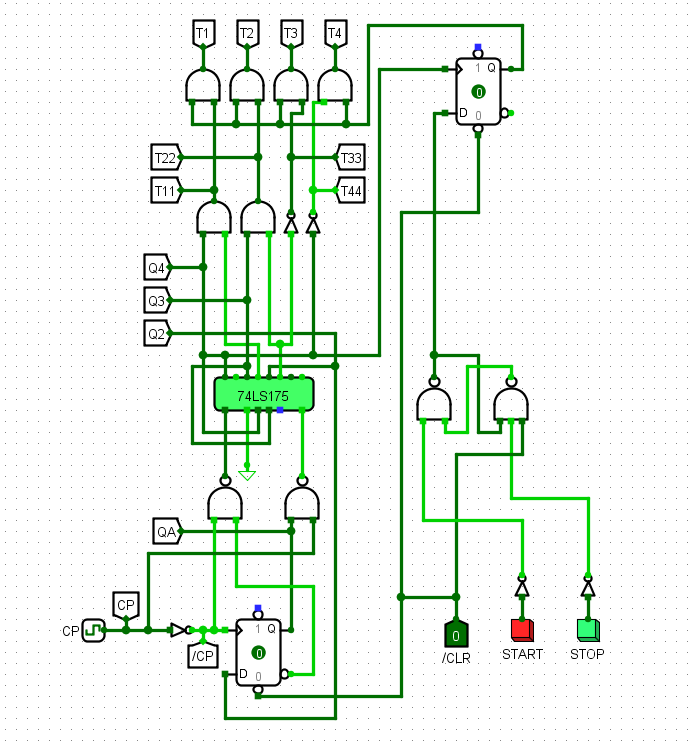 T1 T2 T3 T4
1 Q
0
D 0
T22 T33
T11 T44
Q4
Q3
Q2
74LS175
QA
CP
CP
/CP
1 Q
0
D 0
0
/CLR START STOP